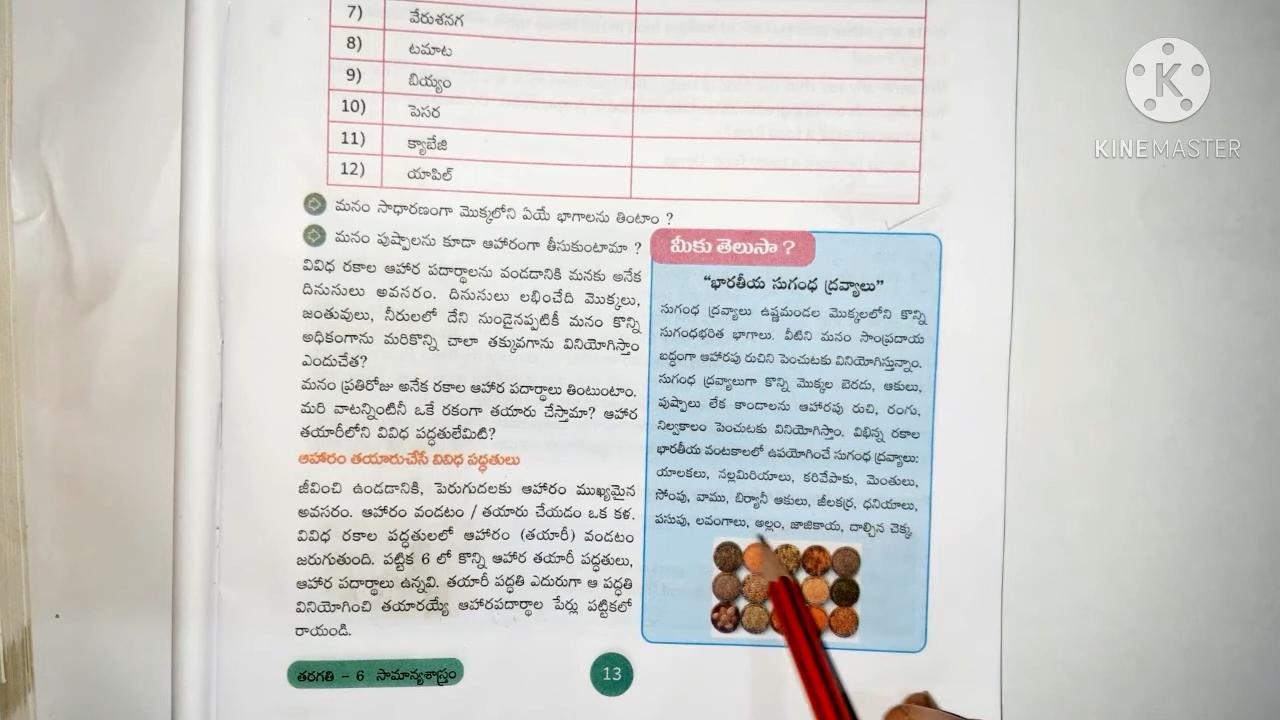 7) వేరుశనగ
8) టమాట
9) బియ్యం
10) పెసర
11) క్యాబేజి
12) యాపిల్
మనం సాధారణంగా మొక్కలోని ఏయే భాగాలను తింటాం ?
మనం పుష్పాలను కూడా ఆహారంగా తీసుకుంటామా ?
వివిధ రకాల ఆహార పదార్థాలను వండడానికి మనకు అనేక
దినుసులు అవసరం. దినుసులు లభించేది మొక్కలు,
జంతువులు, నీరులలో దేని నుండైనప్పటికీ మనం కొన్ని
అధికంగాను మరికొన్ని చాలా తక్కువగాను వినియోగిస్తాం
ఎందుచేత?
మనం ప్రతిరోజు అనేక రకాల ఆహార పదార్థాలు తింటుంటాం.
మరి వాటన్నింటినీ ఒకే రకంగా తయారు చేస్తామా? ఆహార
తయారీలోని వివిధ పద్ధతులేమిటి?
ఆహారం తయారుచేసే వివిధ పద్ధతులు
జీవించి ఉండడానికి, పెరుగుదలకు ఆహారం ముఖ్యమైన
అవసరం. ఆహారం వండటం / తయారు చేయడం ఒక కళ.
వివిధ రకాల పద్ధతులలో ఆహారం (తయారీ) వండటం
జరుగుతుంది. పట్టిక 6 లో కొన్ని ఆహార తయారీ పద్ధతులు,
ఆహార పదార్థాలు ఉన్నవి. తయారీ పద్ధతి ఎదురుగా ఆ పద్ధతి
వినియోగించి తయారయ్యే ఆహారపదార్థాల పేర్లు పట్టికలో
రాయండి.
మీకు తెలుసా ?
"భారతీయ సుగంధ ద్రవ్యాలు"
సుగంధ ద్రవ్యాలు ఉష్ణమండల మొక్కలలోని కొన్ని
సుగంధభరిత భాగాలు. వీటిని మనం సాంప్రదాయ
బద్ధంగా ఆహారపు రుచిని పెంచుటకు వినియోగిస్తున్నాం.
సుగంధ ద్రవ్యాలుగా కొన్ని మొక్కల బెరడు, ఆకులు,
పుష్పాలు లేక కాండాలను ఆహారపు రుచి, రంగు,
నిల్వకాలం పెంచుటకు వినియోగిస్తాం. విభిన్న రకాల
భారతీయ వంటకాలలో ఉపయోగించే సుగంధ ద్రవ్యాలు:
యాలకలు, నల్లమిరియాలు, కరివేపాకు, మెంతులు,
సోంపు, వాము, బిర్యానీ ఆకులు, జీలకర్ర, ధనియాలు,
పసుపు, లవంగాలు, అల్లం, జాజికాయ, దాల్చిన చెక్క
తరగతి - 6 సామాన్యశాస్త్రం
13
K
KINEMASTER